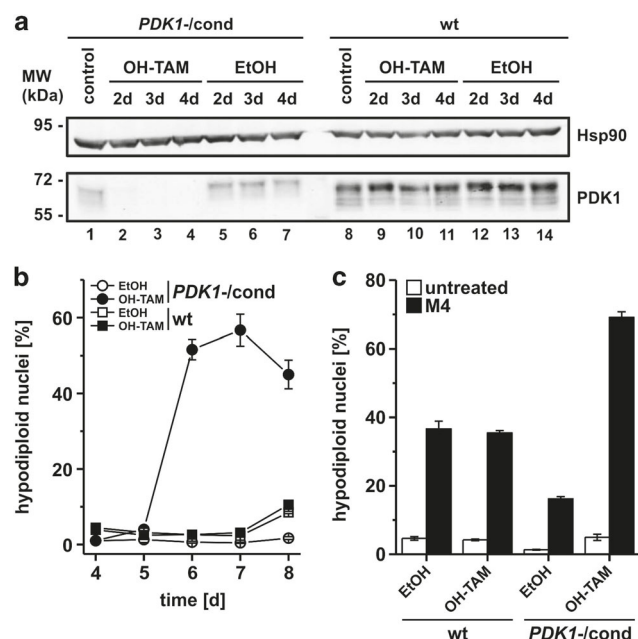 a
PDK1-/cond wt
MW (kDa) control OH-TAM EtOH control OH-TAM EtOH
2d 3d 4d 2d 3d 4d 2d 3d 4d 2d 3d 4d
95 - Hsp90
72 - PDK1
55 -
1 2 3 4 5 6 7 8 9 10 11 12 13 14
b
EtOH
OH-TAM
PDK1-/cond
EtOH
OH-TAM
wt
hypodiploid nuclei [%]
60
40
20
0
4 5 6 7 8
time [d]
c
untreated
M4
hypodiploid nuclei [%]
80
60
40
20
0
EtOH OH-TAM EtOH OH-TAM
wt PDK1-/cond